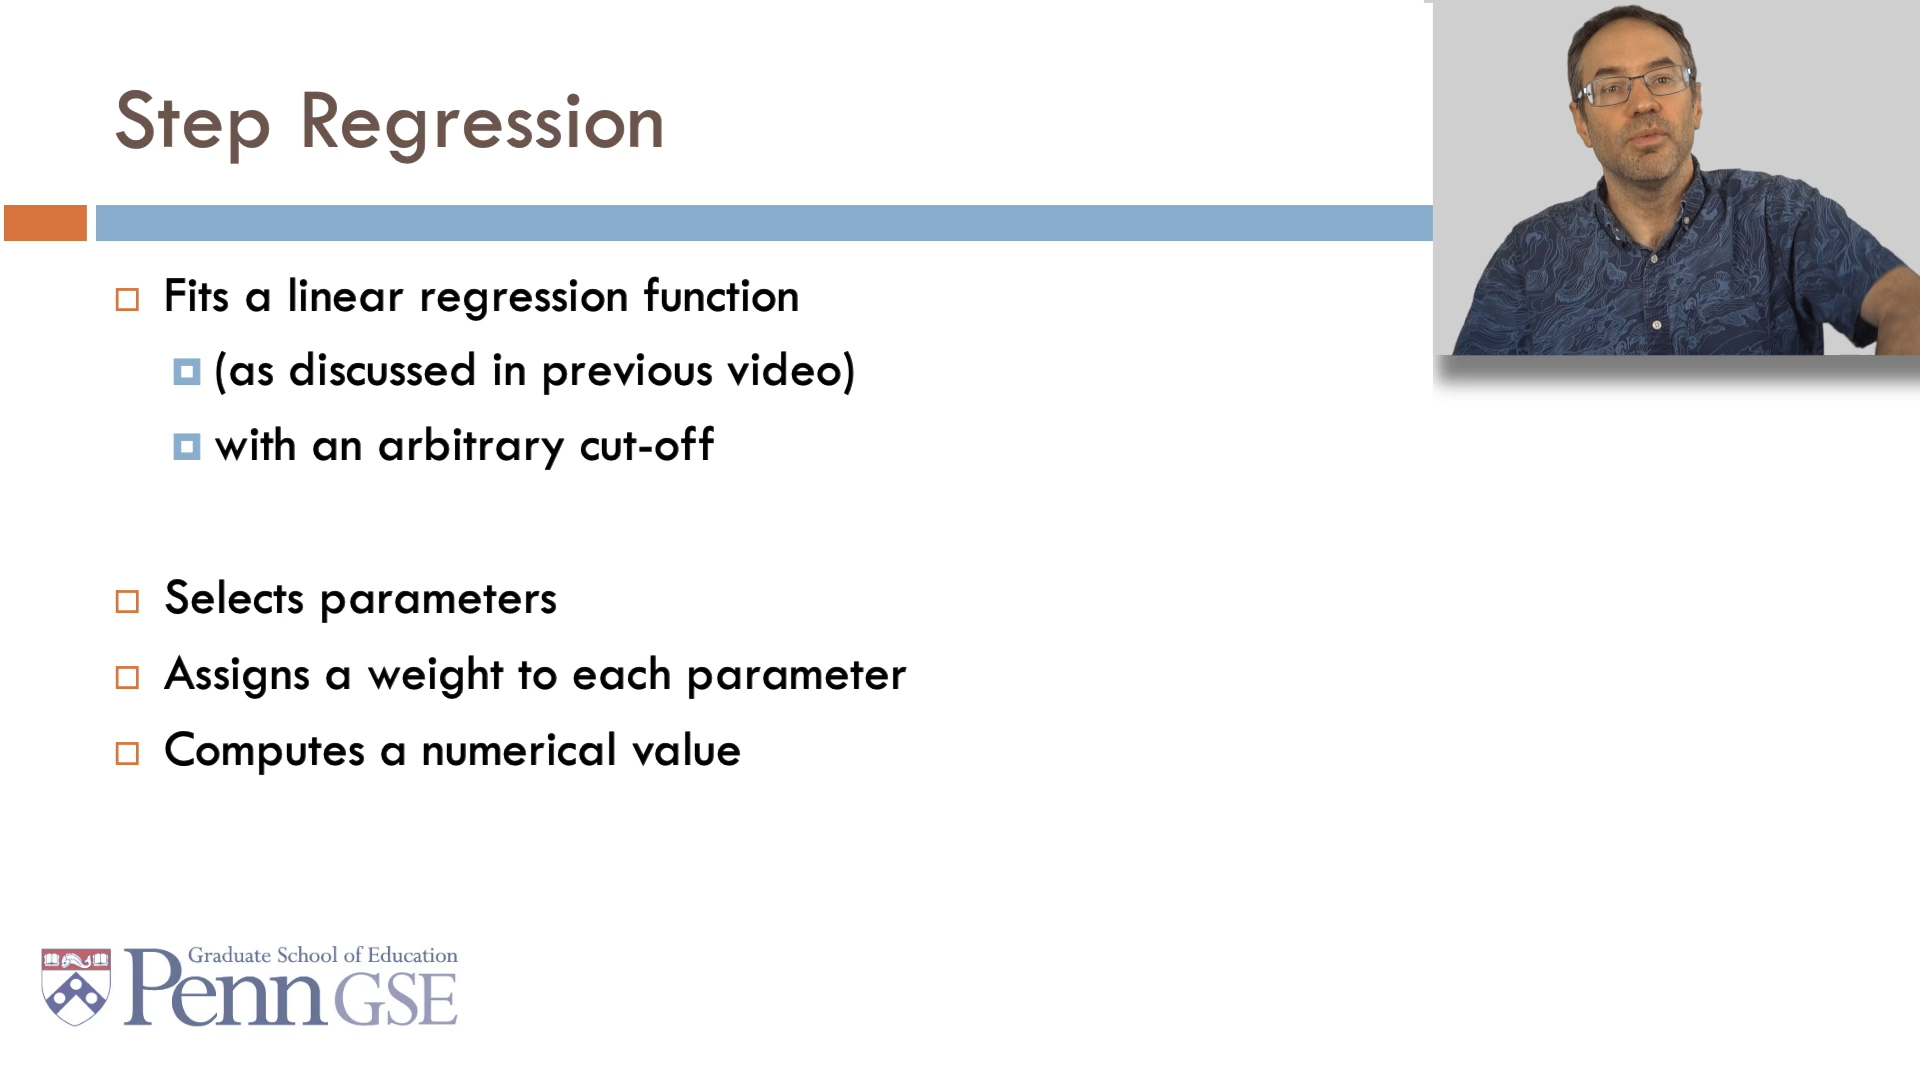 Step Regression
Fits a linear regression function
(as discussed in previous video)
with an arbitrary cut-off
Selects parameters
Assigns a weight to each parameter
Computes a numerical value
Graduate School of Education
Penn GSE